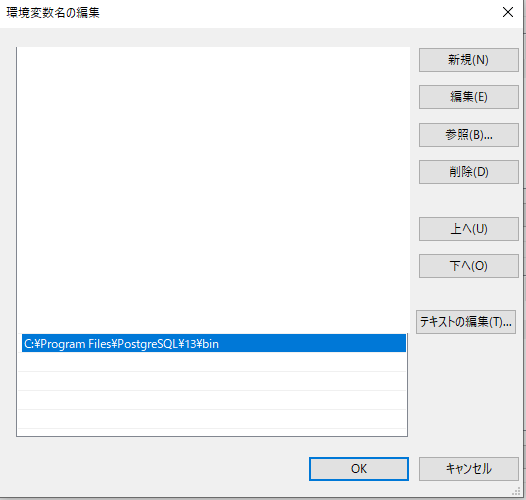 環境変数名の編集
新規(N)
編集(E)
参照(B)...
削除(D)
上へ(U)
下へ(O)
テキストの編集(T)...
C:¥Program Files¥PostgreSQL¥13¥bin
OK
キャンセル